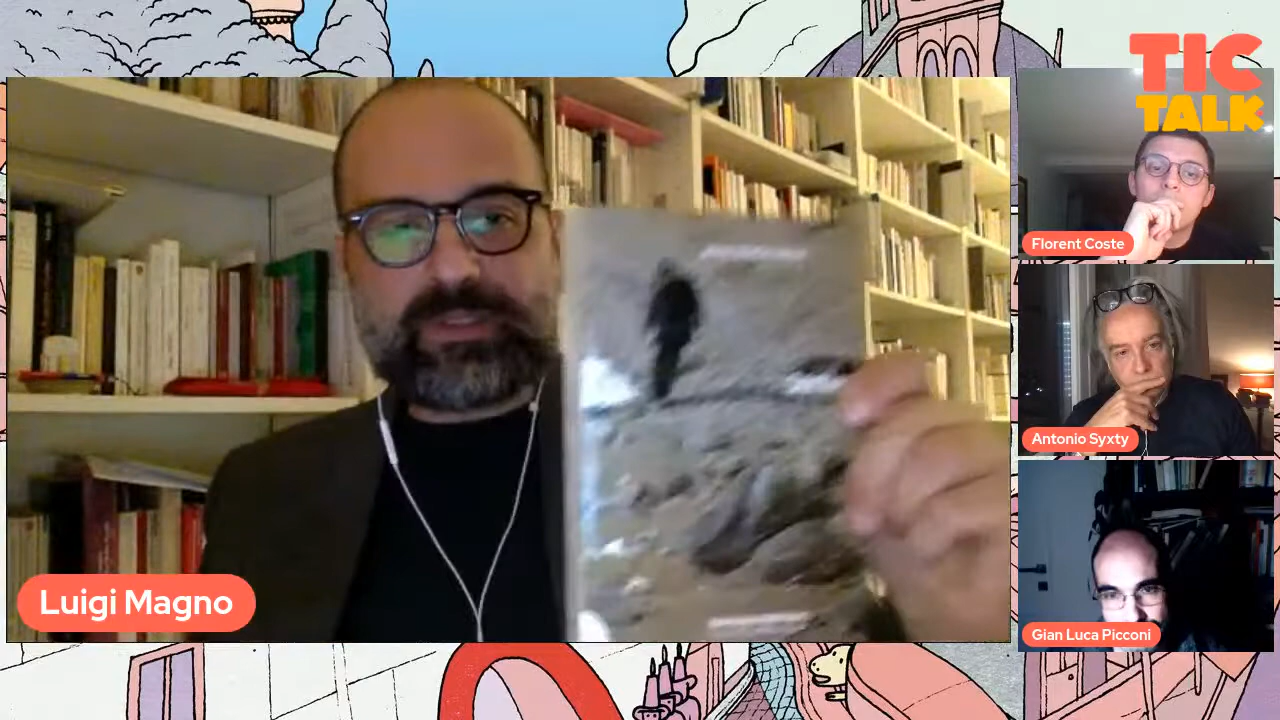 TIC
TALK
Florent Coste
Antonio Syxty
Luigi Magno
Gian Luca Picconi